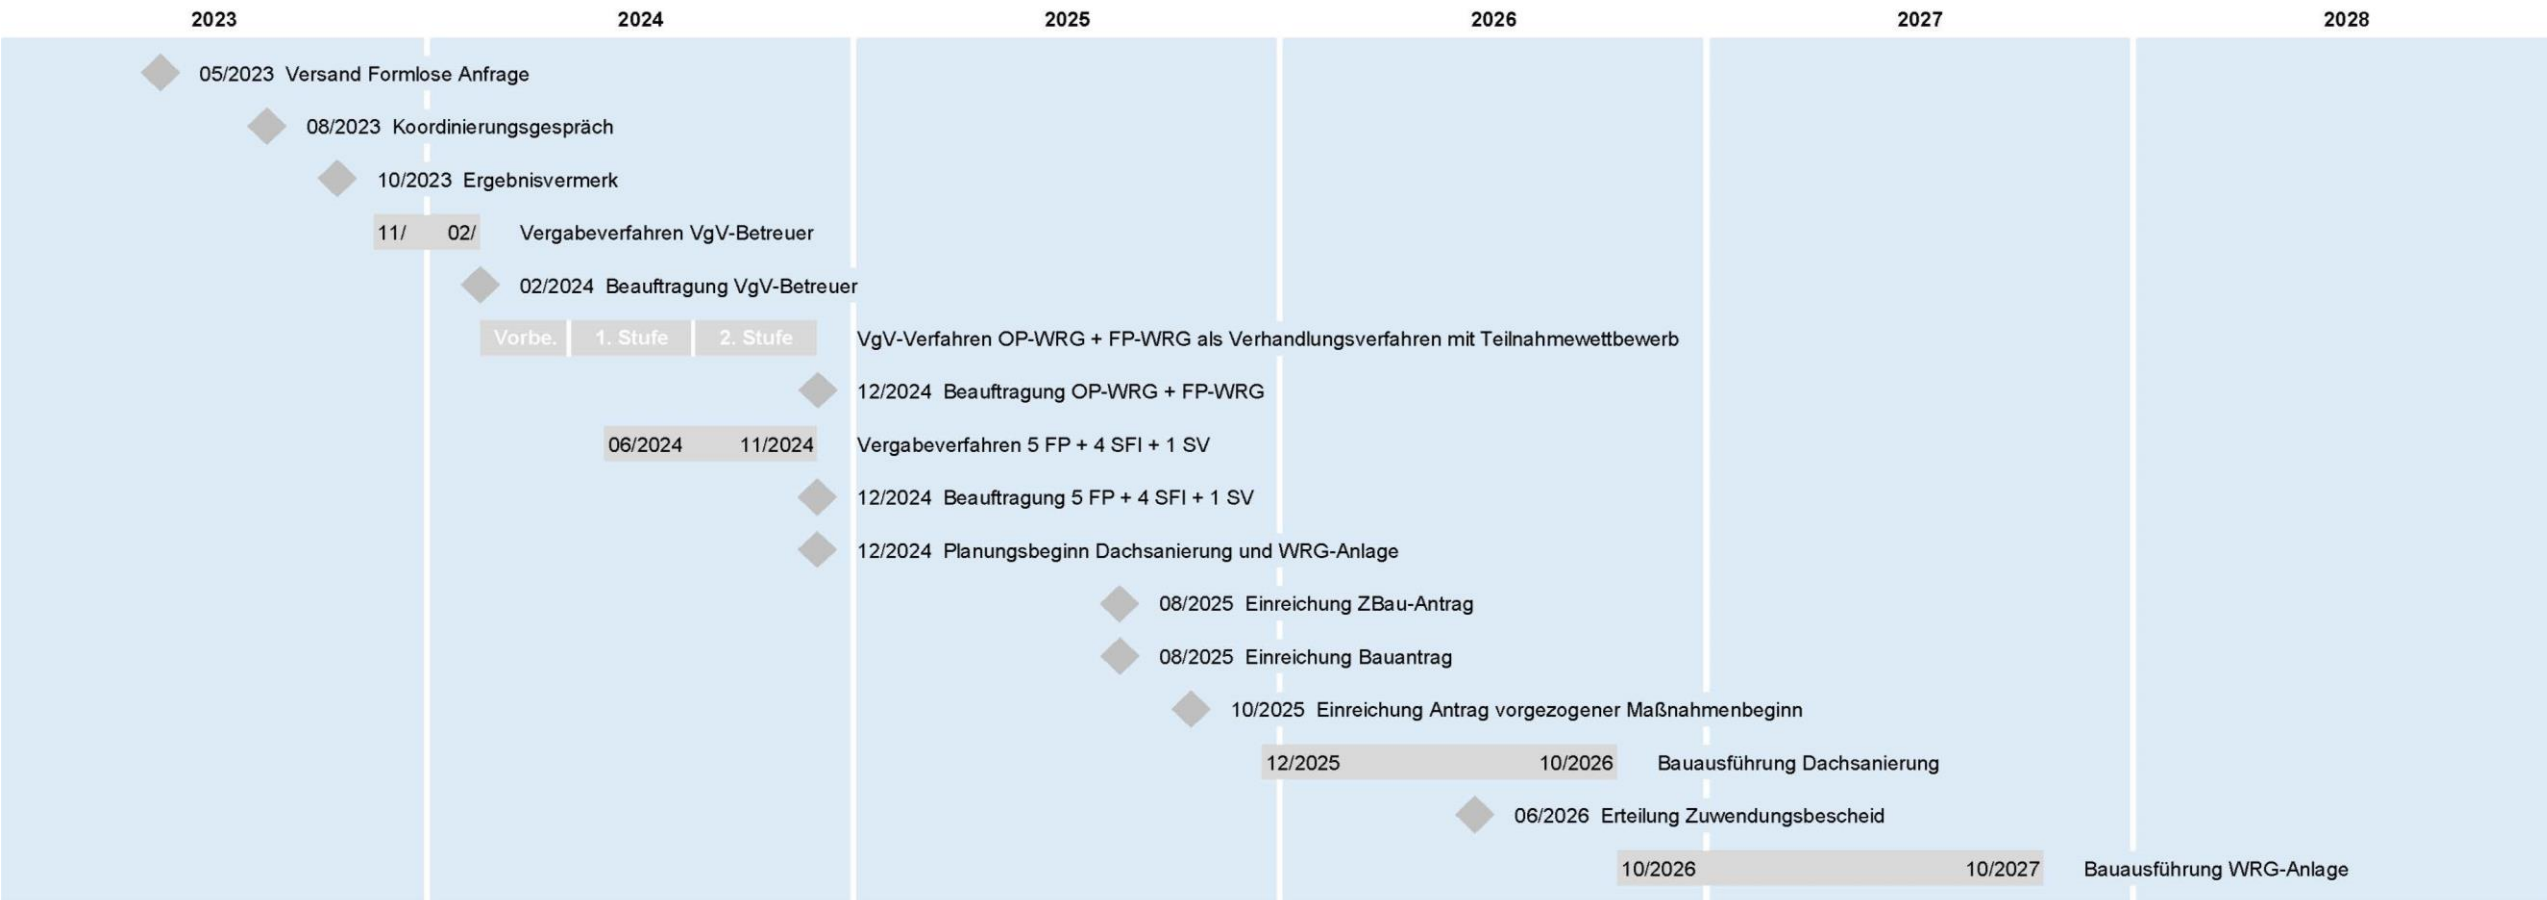 2023 2024 2025 2026 2027 2028
05/2023 Versand Formlose Anfrage
08/2023 Koordinierungsgespräch
10/2023 Ergebnisvermerk
11/ 02/ Vergabeverfahren VgV-Betreuer
02/2024 Beauftragung VgV-Betreuer
Vorbe. 1. Stufe 2. Stufe VgV-Verfahren OP-WRG + FP-WRG als Verhandlungsverfahren mit Teilnahmewettbewerb
12/2024 Beauftragung OP-WRG + FP-WRG
06/2024 11/2024 Vergabeverfahren 5 FP + 4 SFI + 1 SV
12/2024 Beauftragung 5 FP + 4 SFI + 1 SV
12/2024 Planungsbeginn Dachsanierung und WRG-Anlage
08/2025 Einreichung ZBau-Antrag
08/2025 Einreichung Bauantrag
10/2025 Einreichung Antrag vorgezogener Maßnahmenbeginn
12/2025 10/2026 Bauausführung Dachsanierung
06/2026 Erteilung Zuwendungsbescheid
10/2026 10/2027 Bauausführung WRG-Anlage